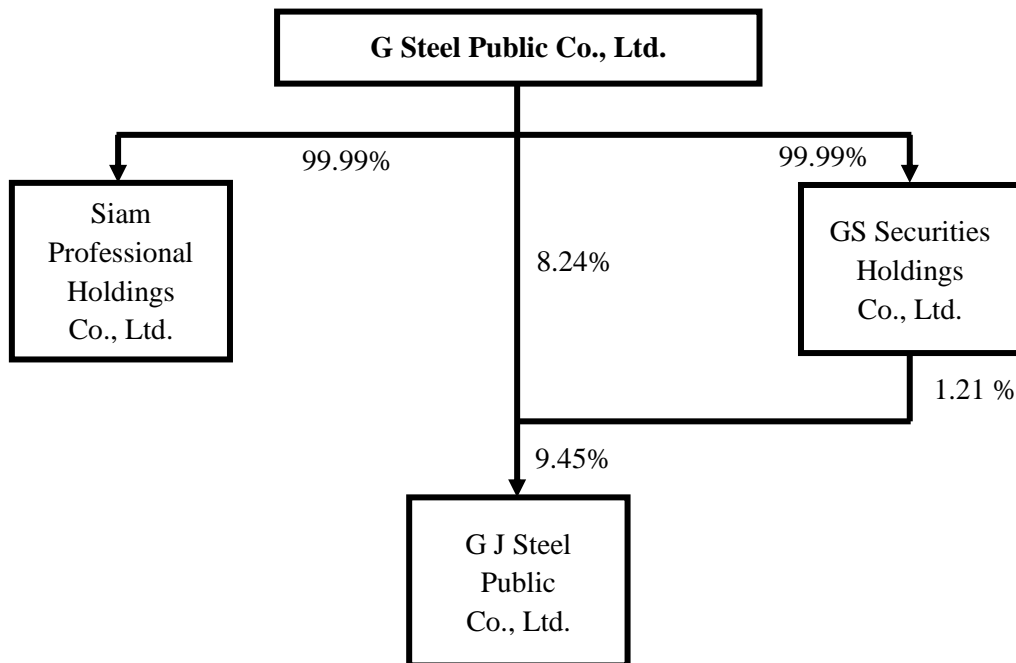 G Steel Public Co., Ltd.
99.99%
99.99%
Siam
Professional
Holdings
Co., Ltd.
8.24%
GS Securities
Holdings
Co., Ltd.
1.21 %
9.45%
G J Steel
Public
Co., Ltd.